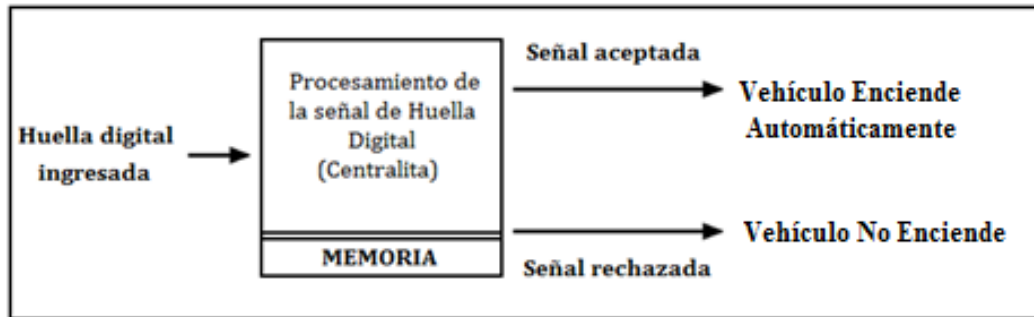 Huella digital
ingresada
Procesamiento de
la señal de Huella
Digital
(Centralita)
MEMORIA
Señal aceptada
Vehículo Enciende
Automáticamente
Señal rechazada
Vehículo No Enciende